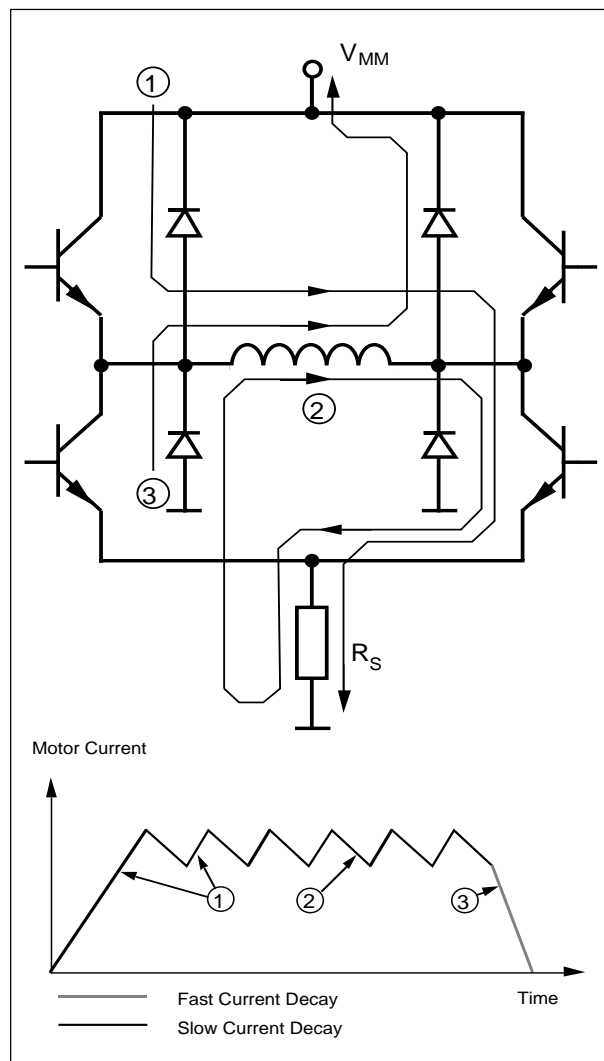 V_MM
①
②
③
R_S
Motor Current
①
②
③
Fast Current Decay
Time
Slow Current Decay